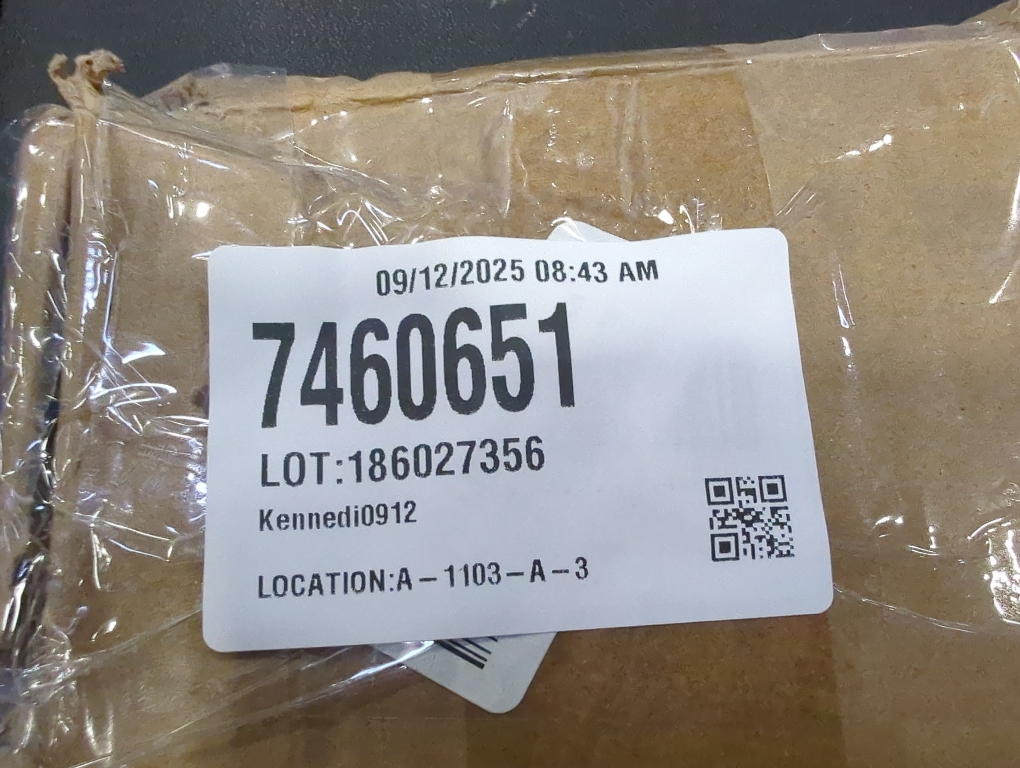 09/12/2025 08:43 AM
7460651
LOT:186027356
Kennedi0912
LOCATION:A-1103-A-3